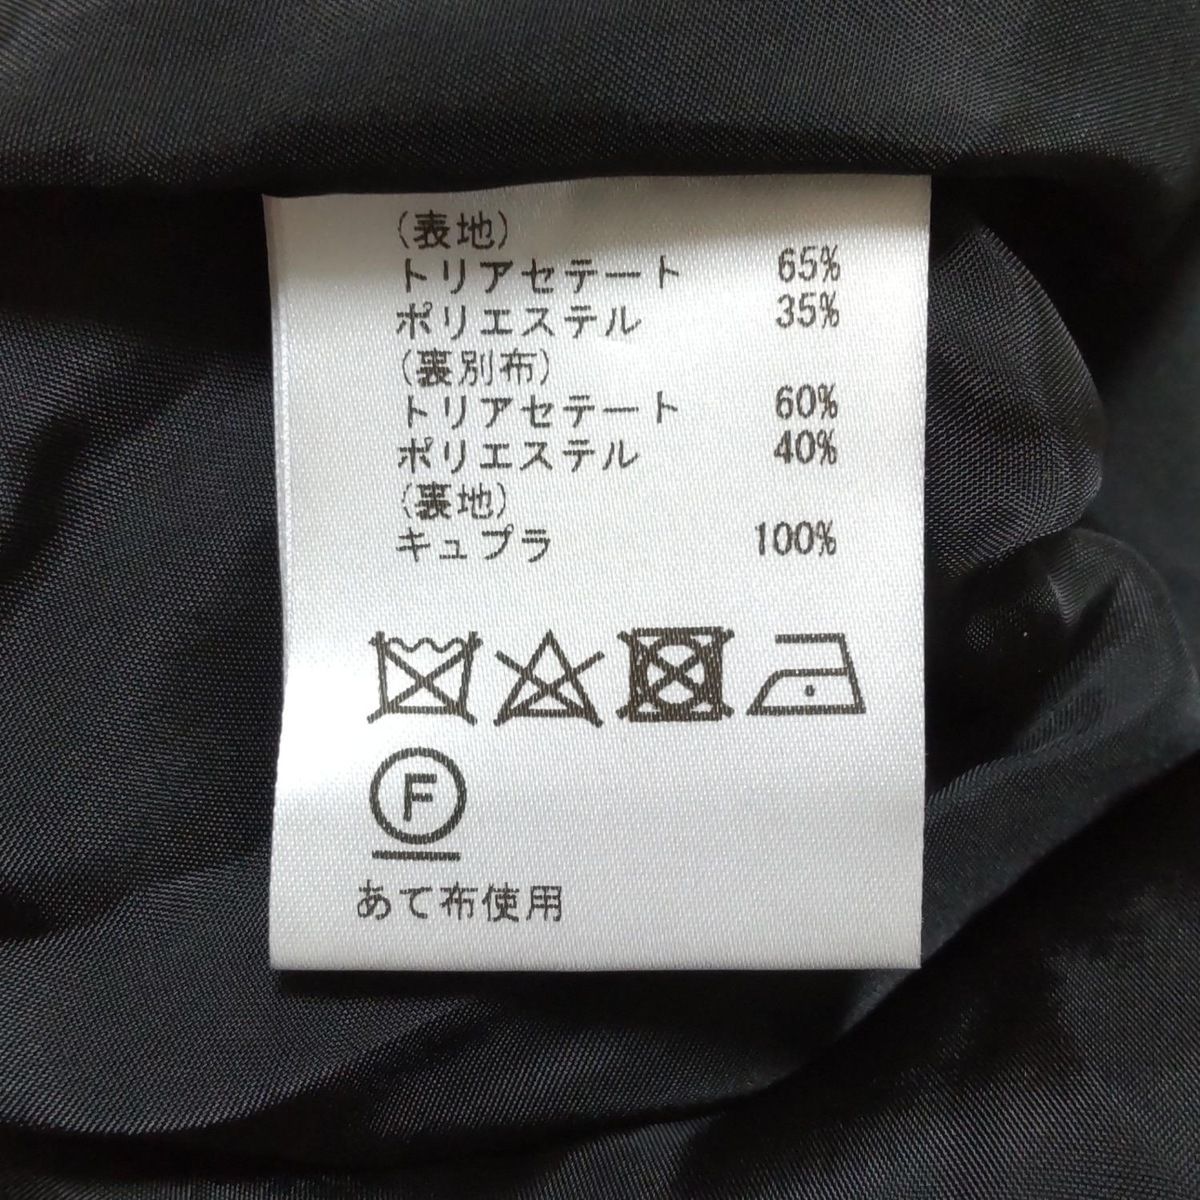 (表地)
トリアセテート 65%
ポリエステル 35%
(裏別布)
トリアセテート 60%
ポリエステル 40%
(裏地)
キュプラ 100%
F
あて布使用